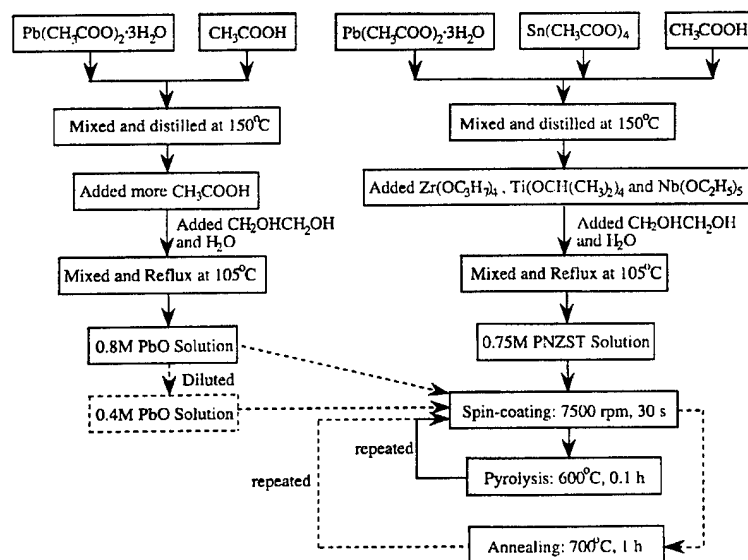 Pb(CH3COO)2·3H2O
CH3COOH
Mixed and distilled at 150°C
Added more CH3COOH
Added CH2OHCH2OH
and H2O
Mixed and Reflux at 105°C
0.8M PbO Solution
Diluted
0.4M PbO Solution
Pb(CH3COO)2·3H2O
Sn(CH3COO)4
CH3COOH
Mixed and distilled at 150°C
Added Zr(OC3H7)4 , Ti(OCH(CH3)2)4 and Nb(OC2H5)5
Added CH2OHCH2OH
and H2O
Mixed and Reflux at 105°C
0.75M PNZST Solution
Spin-coating: 7500 rpm, 30 s
repeated
Pyrolysis: 600°C, 0.1 h
repeated
Annealing: 700°C, 1 h